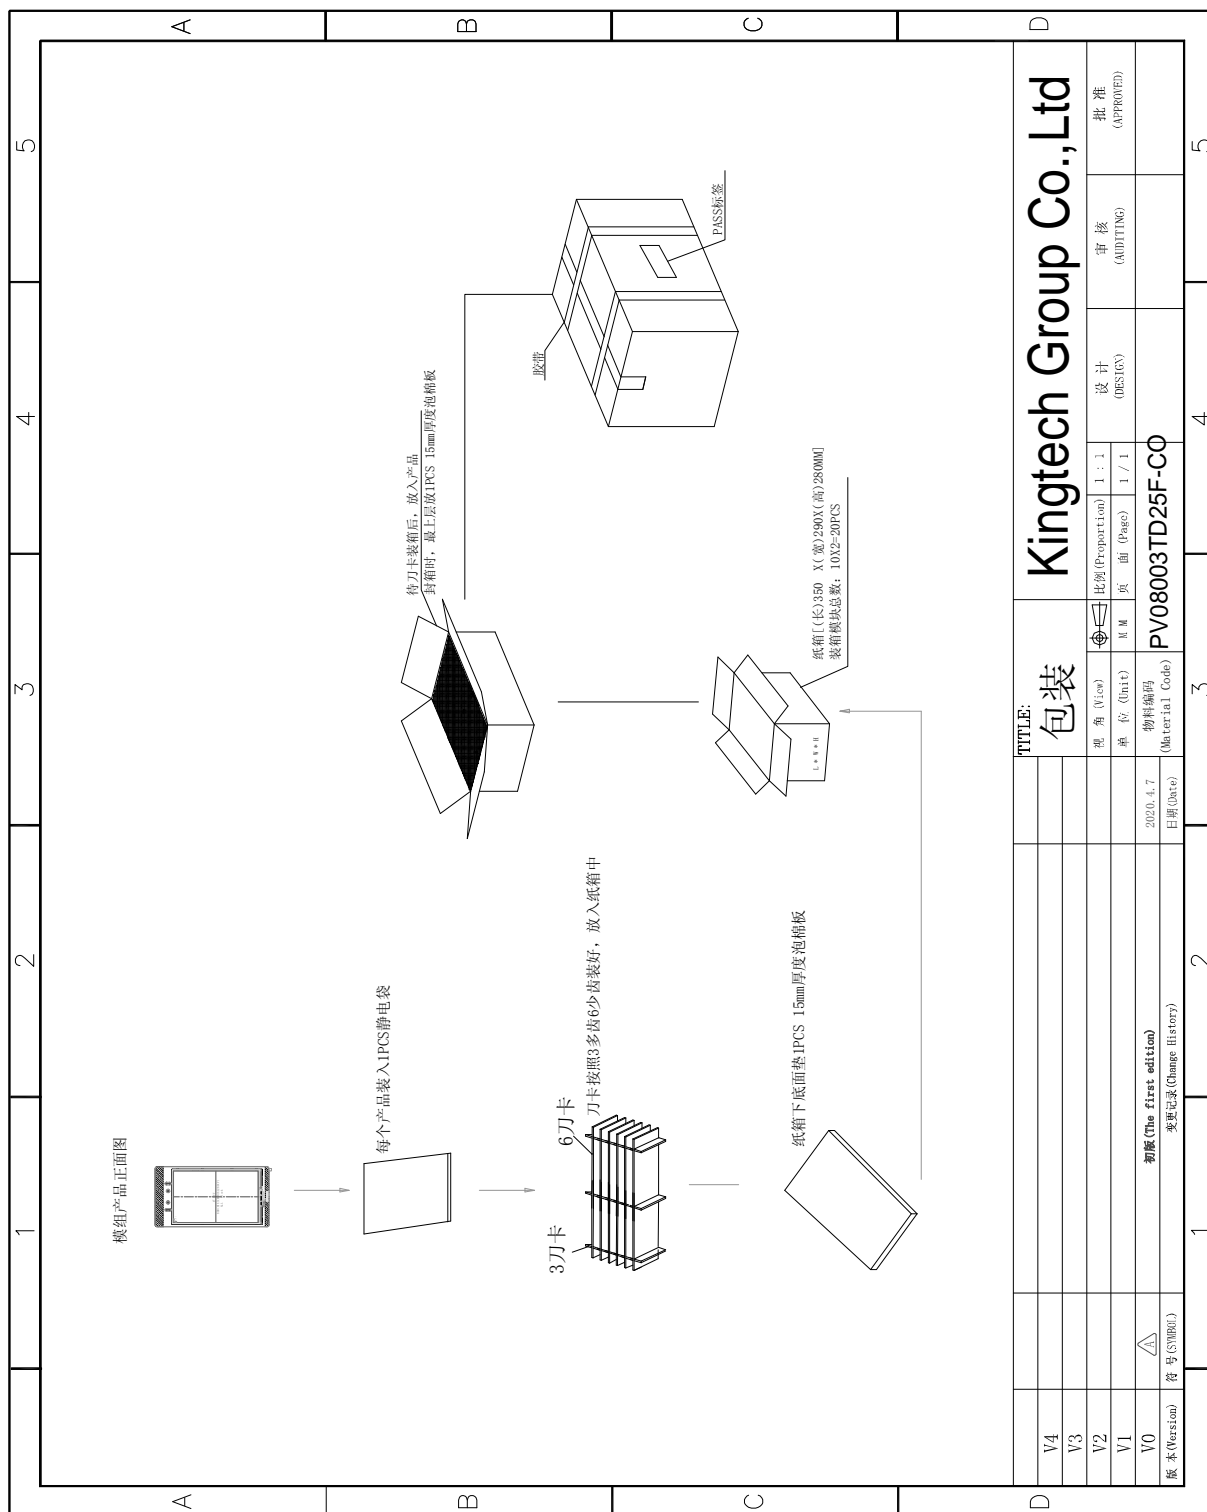 1
2
3
4
5
A
B
C
D
模组产品正面图
每个产品装入1PCS静电袋
3刀卡
6刀卡
刀卡按照3多齿6少齿装好，放入纸箱中
纸箱下底面垫1PCS 15mm厚度泡棉板
待刀卡装箱后，放入产品
封箱时，最上层放1PCS 15mm厚度泡棉板
L*W*H
纸箱[(长)350 X(宽)290X(高)280MM]
装箱模块总数：10X2=20PCS
胶带
PASS标签
V4
V3
V2
V1
V0
A
初版(The first edition)
2020.4.7
版 本(Version)
符 号(SYMBOL)
变更记录(Change History)
日期(Date)
TITLE:
包装
Kingtech Group Co.,Ltd
视 角 (View)
比例(Proportion)
1 : 1
设 计
(DESIGN)
审 核
(AUDITING)
批 准
(APPROVED)
单 位 (Unit)
M M
页 面 (Page)
1 / 1
物料编码
(Material Code)
PV08003TD25F-CO
A
B
C
D
1
2
3
4
5